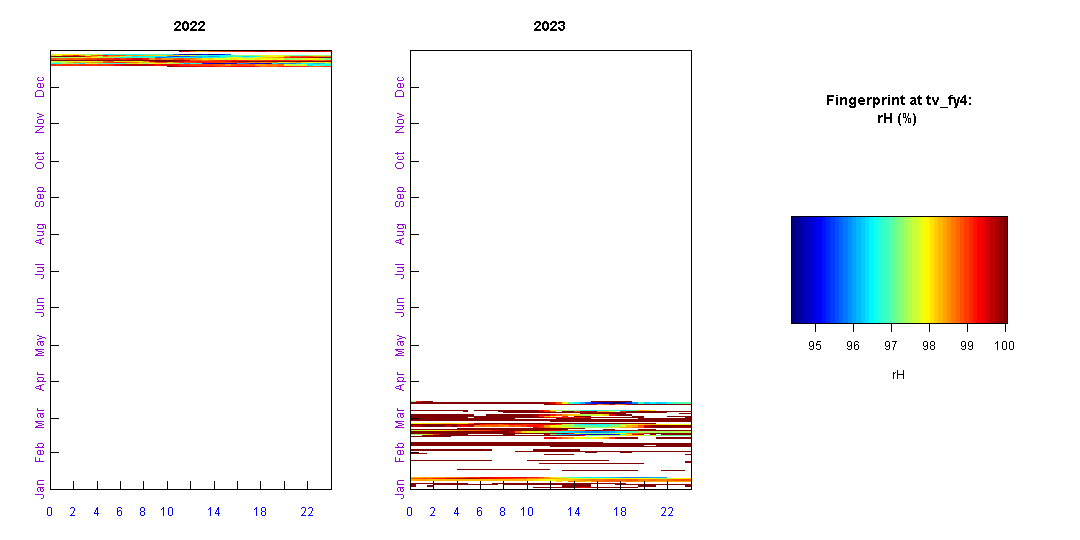 2022
2023
Dec
Nov
Oct
Sep
Aug
Jul
Jun
May
Apr
Mar
Feb
Jan
0 2 4 6 8 10 14 18 22
Dec
Nov
Oct
Sep
Aug
Jul
Jun
May
Apr
Mar
Feb
Jan
0 2 4 6 8 10 14 18 22
Fingerprint at tv_fy4:
rH (%)
95 96 97 98 99 100
rH